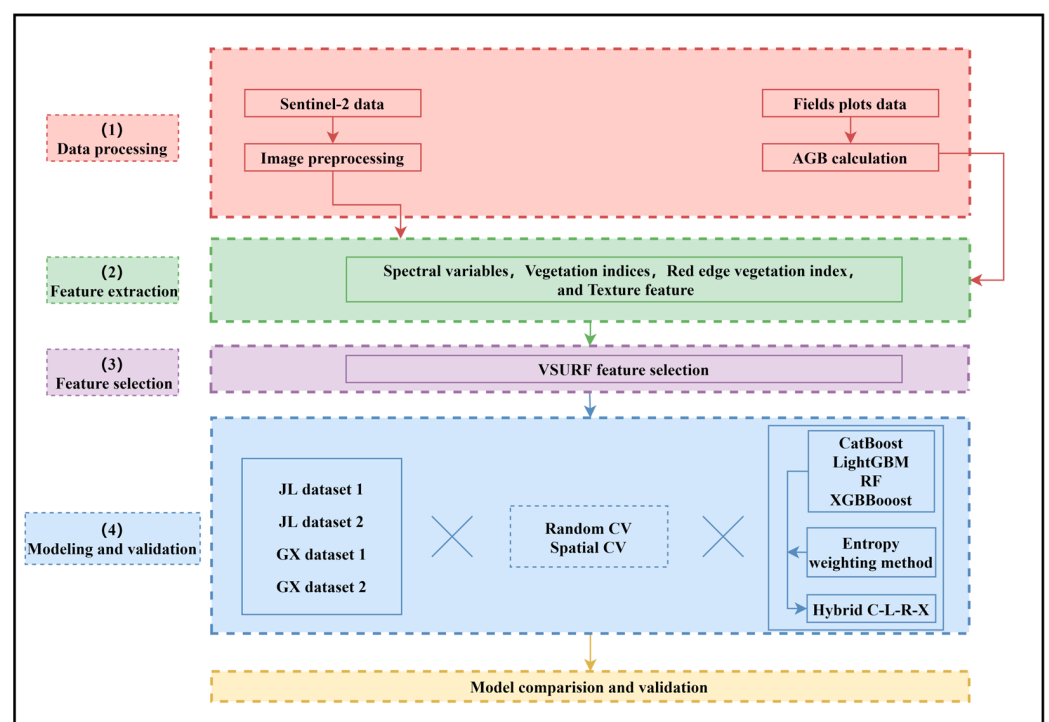 (1)
Data processing
Sentinel-2 data
Fields plots data
Image preprocessing
AGB calculation
(2)
Feature extraction
Spectral variables, Vegetation indices, Red edge vegetation index,
and Texture feature
(3)
Feature selection
VSURF feature selection
(4)
Modeling and validation
JL dataset 1
JL dataset 2
GX dataset 1
GX dataset 2
Random CV
Spatial CV
CatBoost
LightGBM
RF
XGBBooost
Entropy
weighting method
Hybrid C-L-R-X
Model comparision and validation